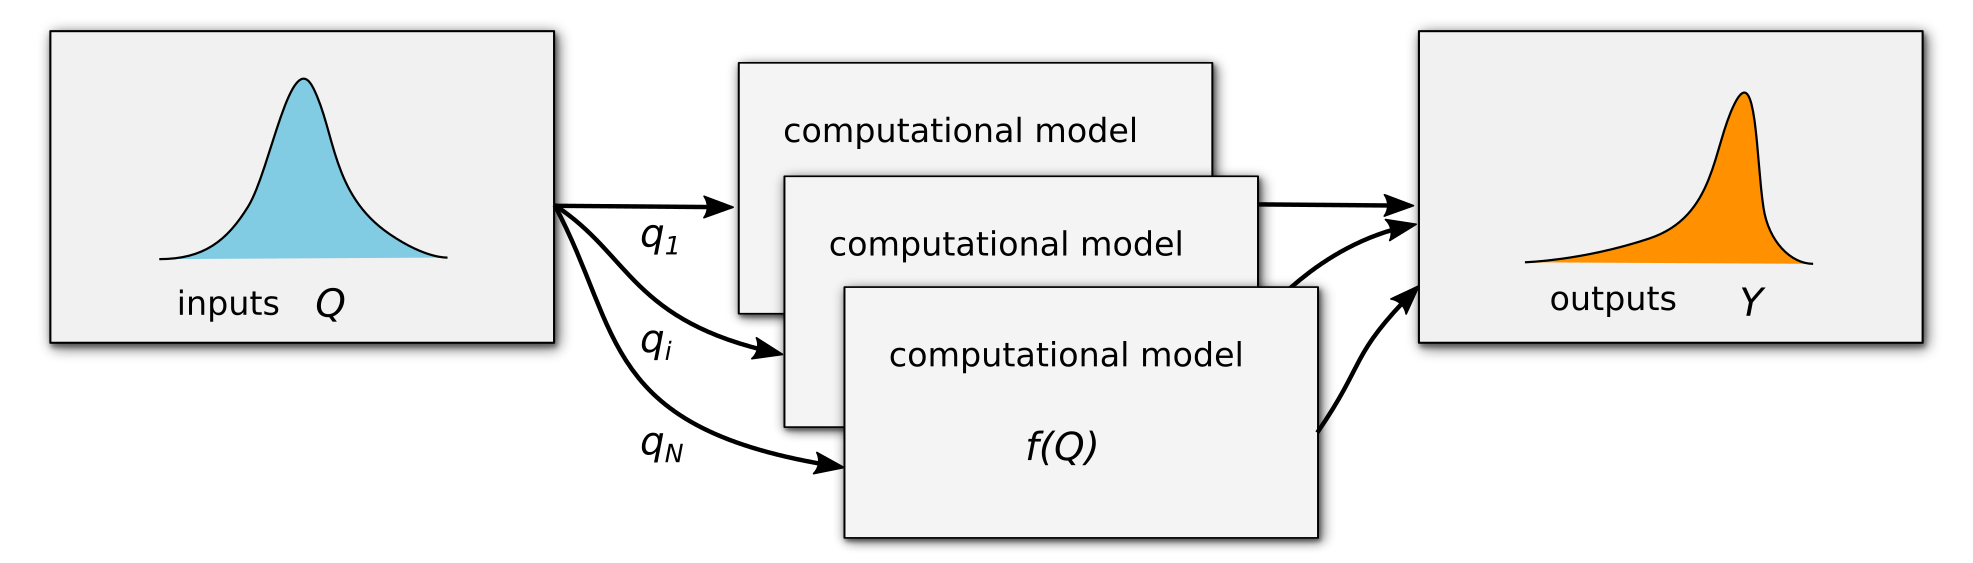 inputs Q
q1
qi
qN
computational model
computational model
computational model
f(Q)
outputs Y